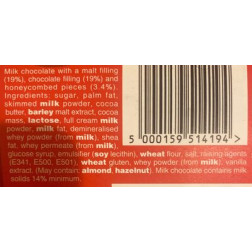 Milk chocolate with a malt filling
(19%), chocolate filling (19%) and
honeycombed pieces (3.4%).
Ingredients: sugar, palm fat,
skimmed milk powder, cocoa
butter, barley malt extract, cocoa
mass, lactose, full cream milk
powder, milk fat, demineralised
whey powder (from milk), shea
fat, whey permeate (from milk),
glucose syrup, emulsifier (soy lecithin), wheat flour, salt, raising agents
(E341, E500, E501), wheat gluten, whey powder (from milk), vanilla
extract. (May contain: almond, hazelnut). Milk chocolate contains milk
solids 14% minimum.
5 000159 514194 >